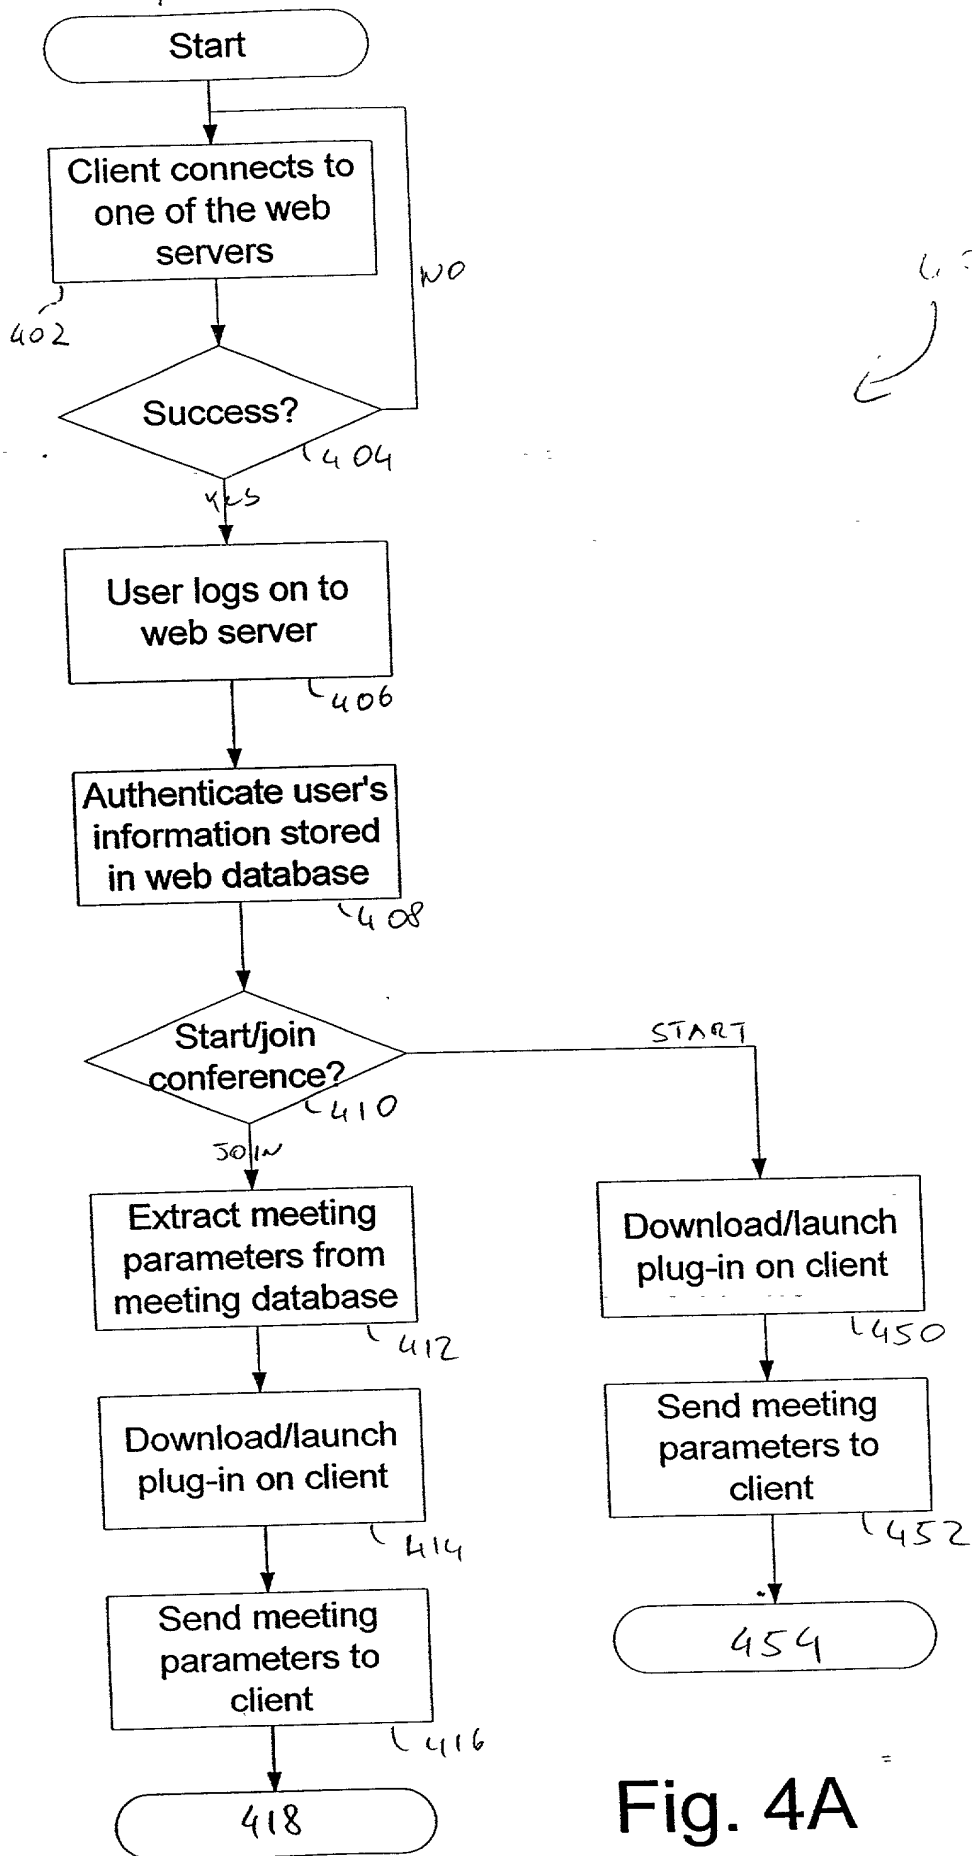 Start
Client connects to
one of the web
servers
NO
402
Success?
404
YES
User logs on to
web server
406
Authenticate user's
information stored
in web database
408
Start/join
conference?
410
START
JOIN
Extract meeting
parameters from
meeting database
412
Download/launch
plug-in on client
450
Download/launch
plug-in on client
414
Send meeting
parameters to
client
452
Send meeting
parameters to
client
416
454
418
Fig. 4A